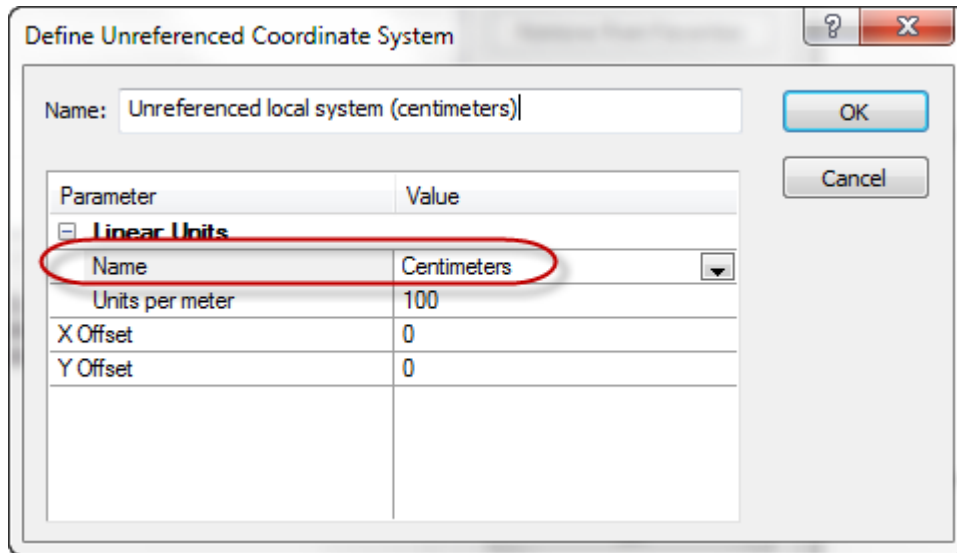 Define Unreferenced Coordinate System
Name: Unreferenced local system (centimeters)
OK
Cancel
Parameter Value
Linear Units
Name Centimeters
Units per meter 100
X Offset 0
Y Offset 0